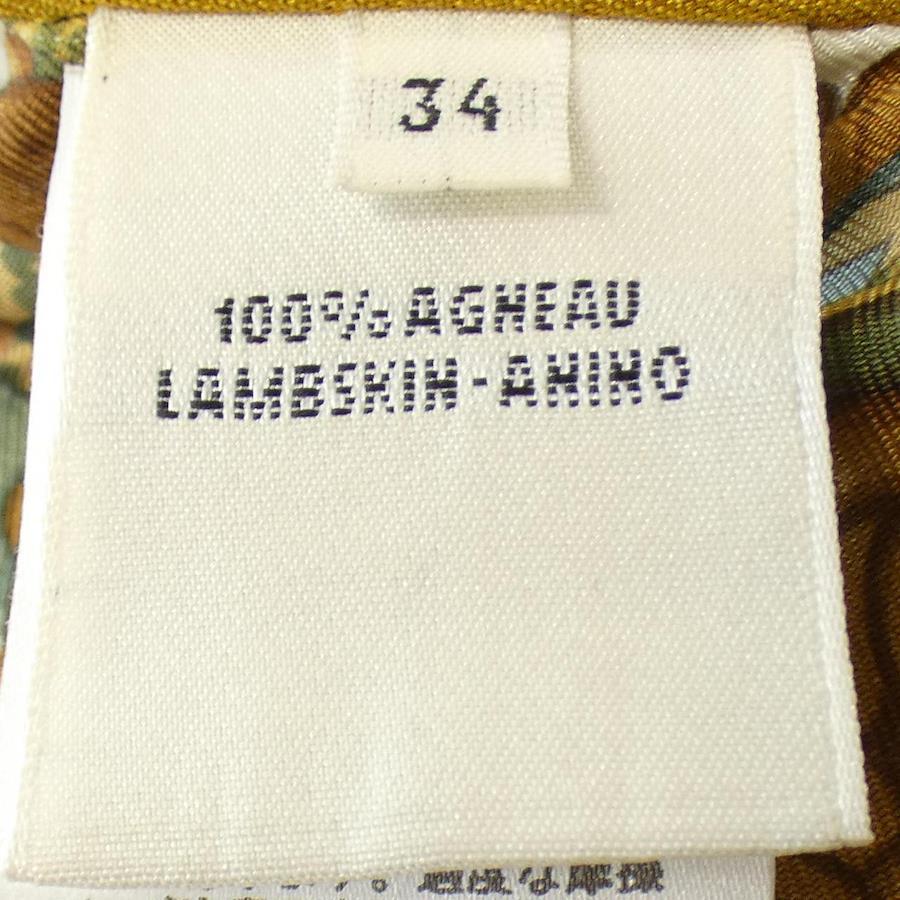 34
100% AGNEAU
LAMBSKIN - ANINO